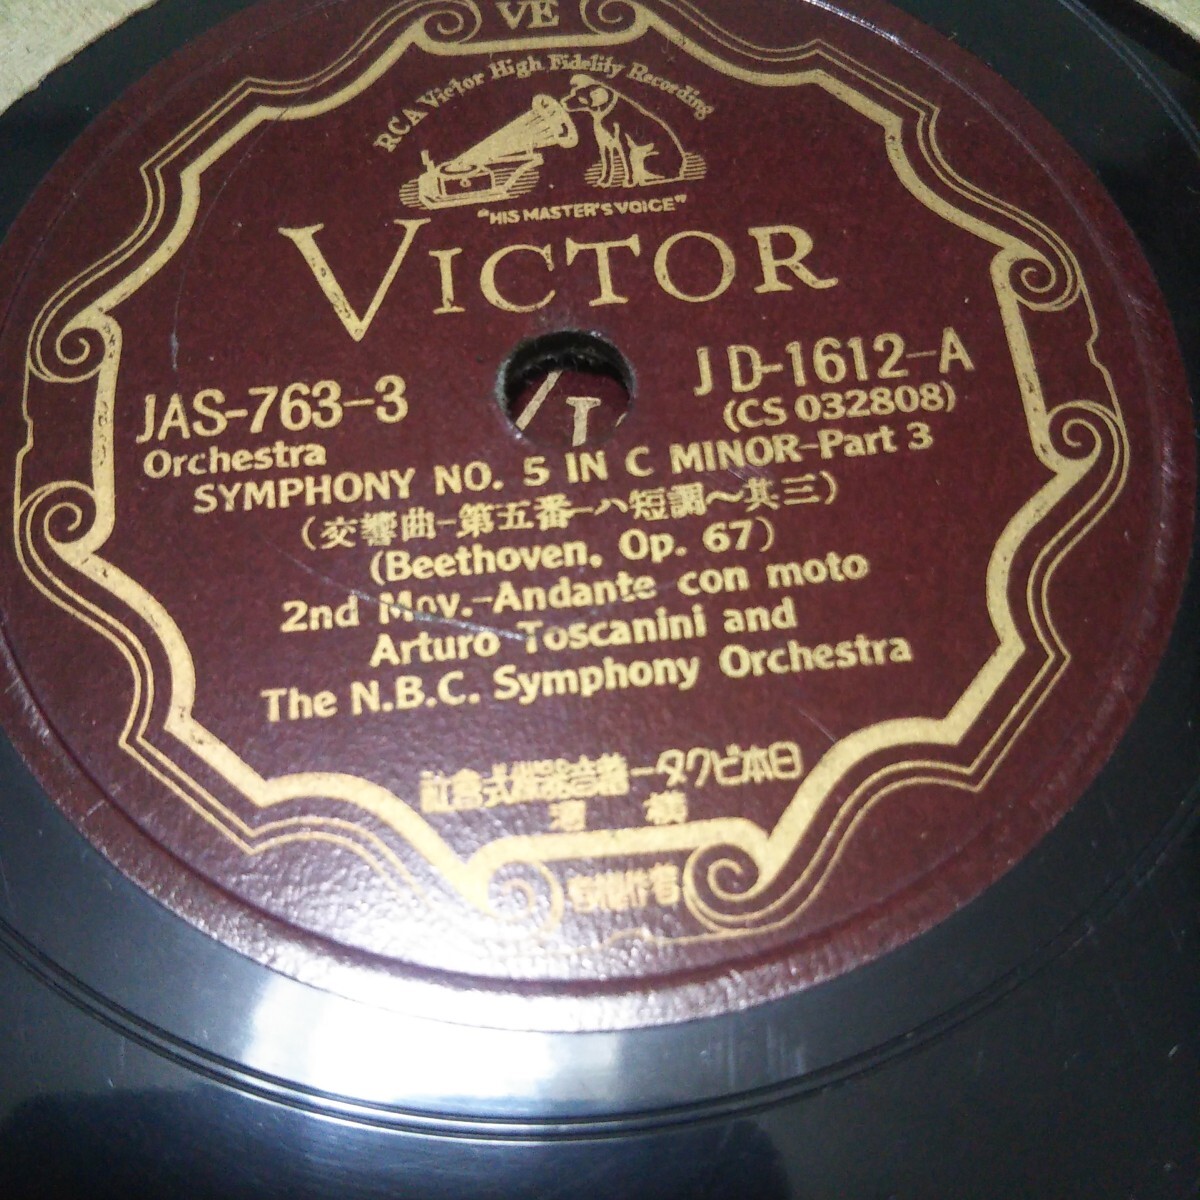 VE
RCA Victor High Fidelity Recording
"HIS MASTER'S VOICE"
VICTOR
JAS-763-3
JD-1612-A
(CS 032808)
Orchestra
SYMPHONY NO. 5 IN C MINOR-Part 3
(交響曲-第五番-ハ短調~其三)
(Beethoven. Op. 67)
2nd Mov.-Andante con moto
Arturo Toscanini and
The N.B.C. Symphony Orchestra
社會式株器音蓄ータクビ本日
濱 橫